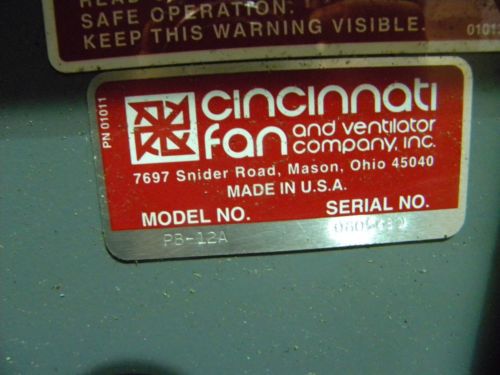 SAFE OPERATION.
KEEP THIS WARNING VISIBLE.
PN 01011
cincinnati
fan and ventilator
company, inc.
7697 Snider Road, Mason, Ohio 45040
MADE IN U.S.A.
MODEL NO. SERIAL NO.
PB-12A